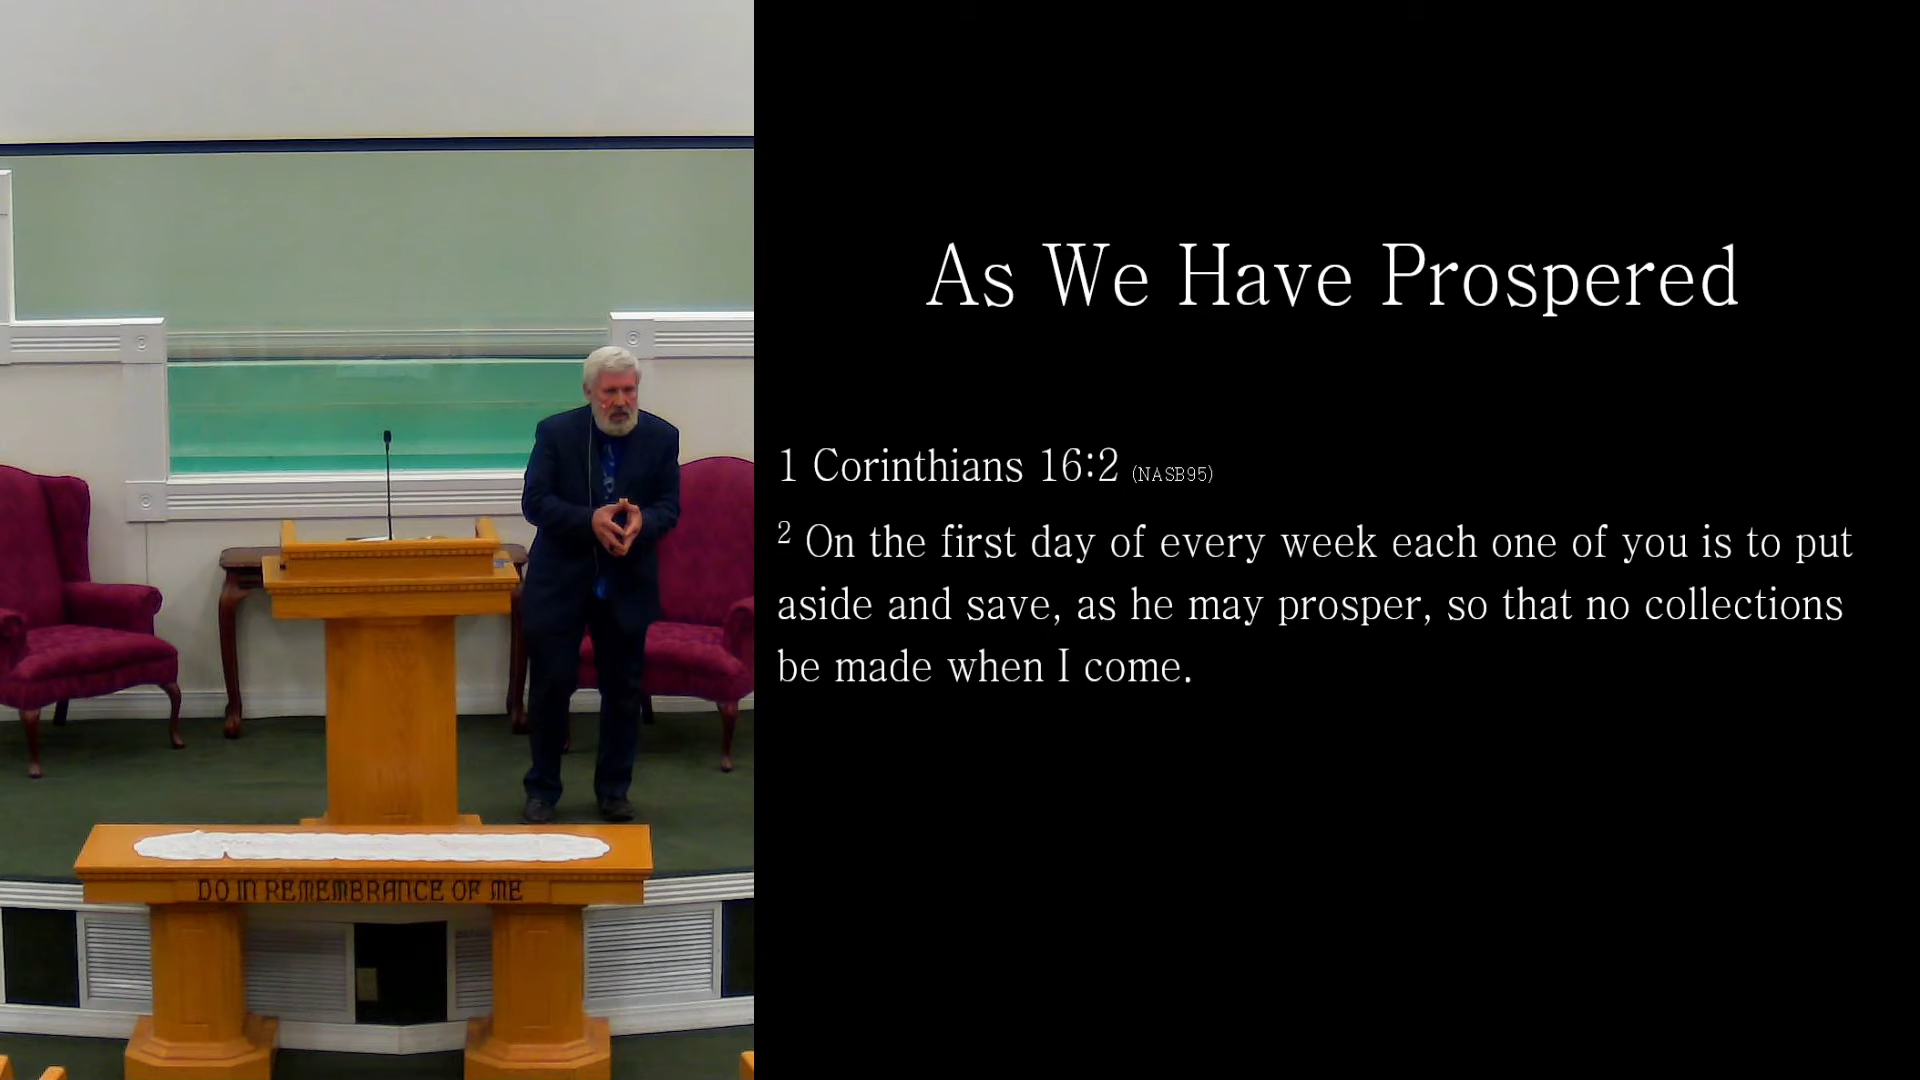 As We Have Prospered
1 Corinthians 16:2 (NASB95)
2 On the first day of every week each one of you is to put
aside and save, as he may prosper, so that no collections
be made when I come.
DO IN REMEMBRANCE OF ME